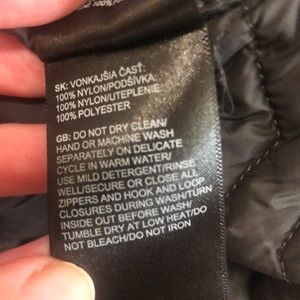 SK: VONKAJŠIA ČASŤ:
100% NYLON/PODŠÍVKA:
100% NYLON/UTEPLENIE:
100% POLYESTER
GB: DO NOT DRY CLEAN/
HAND OR MACHINE WASH
SEPARATELY ON DELICATE
CYCLE IN WARM WATER/
USE MILD DETERGENT/RINSE
WELL/SECURE OR CLOSE ALL
ZIPPERS AND HOOK AND LOOP
CLOSURES DURING WASH/TURN
INSIDE OUT BEFORE WASH/
TUMBLE DRY AT LOW HEAT/DO
NOT BLEACH/DO NOT IRON